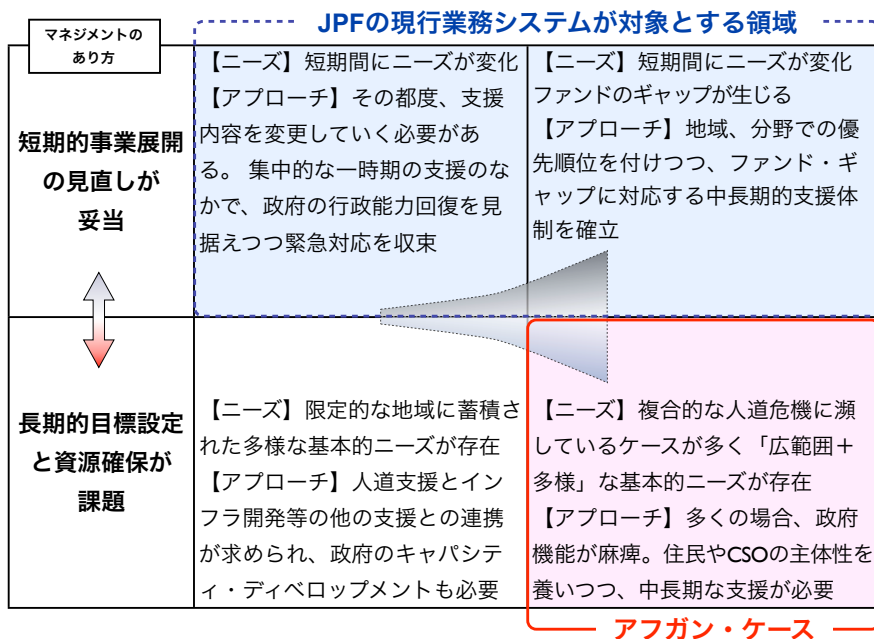 JPFの現行業務システムが対象とする領域
マネジメントの
あり方
短期的事業展開
の見直しが
妥当
【ニーズ】短期間にニーズが変化
【アプローチ】その都度、支援
内容を変更していく必要があ
る。 集中的な一時期の支援のな
かで、政府の行政能力回復を見
据えつつ緊急対応を収束
【ニーズ】短期間にニーズが変化
ファンドのギャップが生じる
【アプローチ】地域、分野での優
先順位を付けつつ、ファンド・ギ
ャップに対応する中長期的支援体
制を確立
長期的目標設定
と資源確保が
課題
【ニーズ】限定的な地域に蓄積さ
れた多様な基本的ニーズが存在
【アプローチ】人道支援とイン
フラ開発等の他の支援との連携
が求められ、政府のキャパシテ
ィ・ディベロップメントも必要
【ニーズ】複合的な人道危機に瀕
しているケースが多く「広範囲＋
多様」な基本的ニーズが存在
【アプローチ】多くの場合、政府
機能が麻痺。住民やCSOの主体性を
養いつつ、中長期な支援が必要
アフガン・ケース